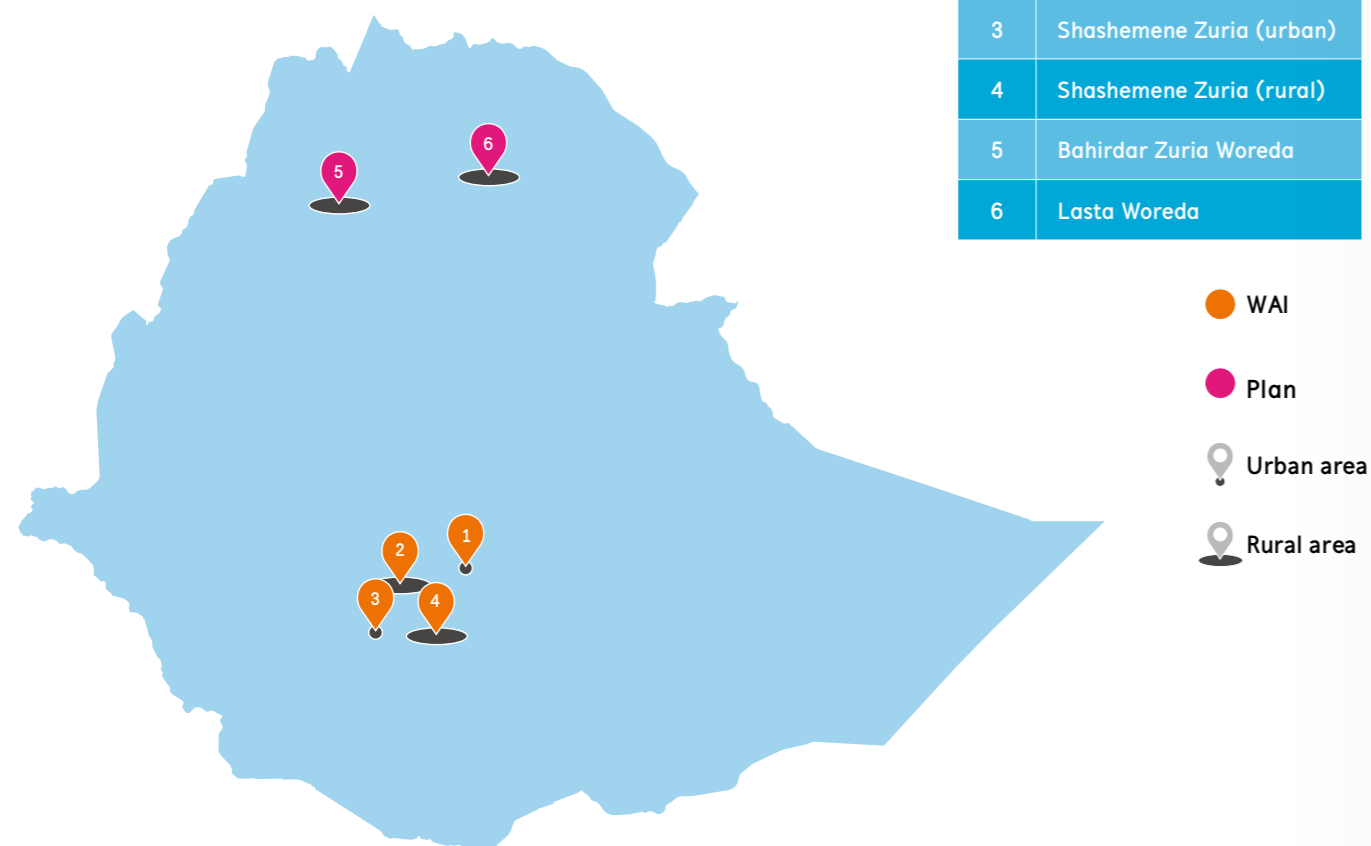 3 Shashemene Zuria (urban)
4 Shashemene Zuria (rural)
5 Bahirdar Zuria Woreda
6 Lasta Woreda
6
5
WAI
Plan
Urban area
Rural area
1
2
3
4